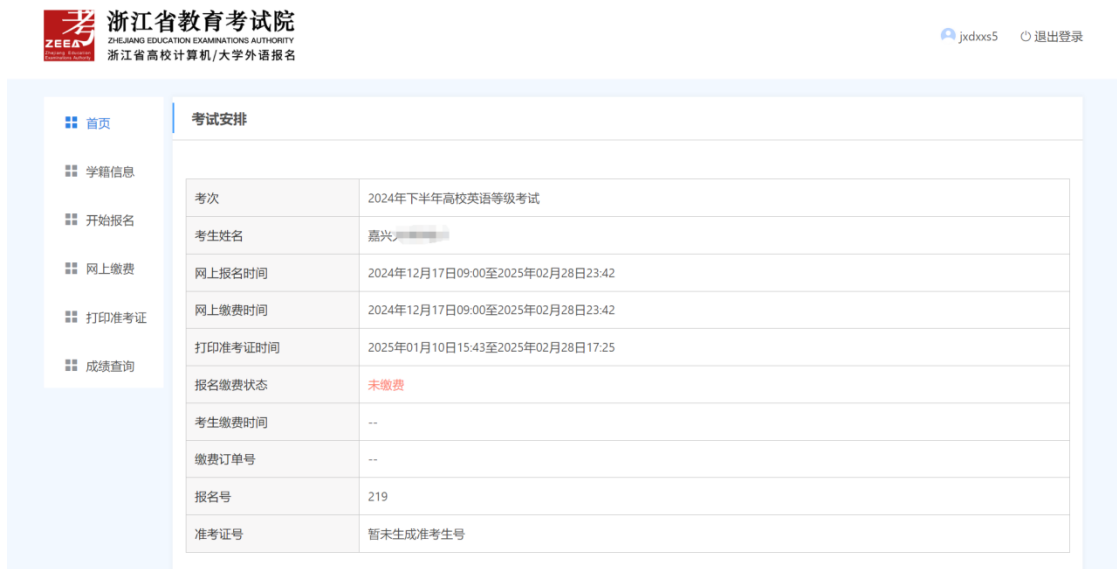 考
ZEEA
Zhejiang Education
Examinations Authority
浙江省教育考试院
ZHEJIANG EDUCATION EXAMINATIONS AUTHORITY
浙江省高校计算机/大学外语报名
jxdxxs5 退出登录
首页
学籍信息
开始报名
网上缴费
打印准考证
成绩查询
考试安排
考次 2024年下半年高校英语等级考试
考生姓名 嘉兴
网上报名时间 2024年12月17日09:00至2025年02月28日23:42
网上缴费时间 2024年12月17日09:00至2025年02月28日23:42
打印准考证时间 2025年01月10日15:43至2025年02月28日17:25
报名缴费状态 未缴费
考生缴费时间 --
缴费订单号 --
报名号 219
准考证号 暂未生成准考生号